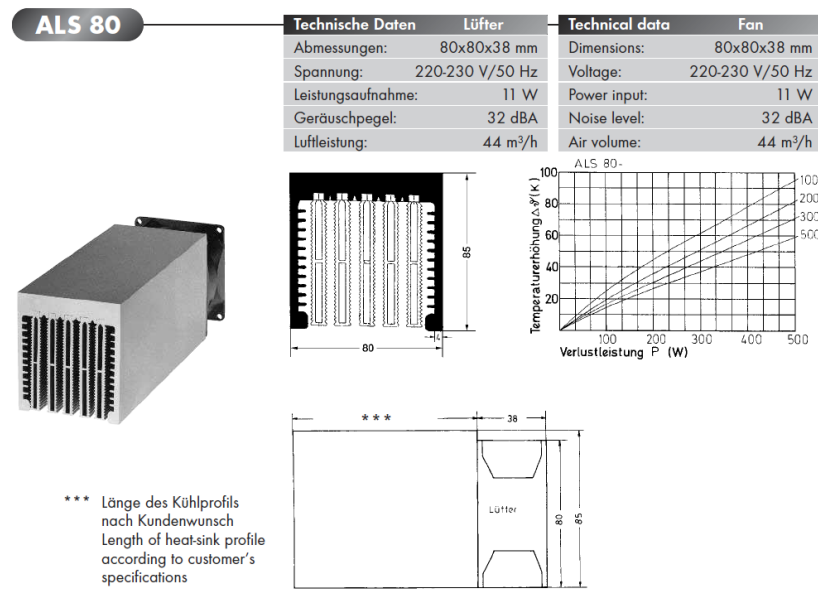 ALS 80
Technische Daten Lüfter
Abmessungen: 80x80x38 mm
Spannung: 220-230 V/50 Hz
Leistungsaufnahme: 11 W
Geräuschpegel: 32 dBA
Luftleistung: 44 m³/h
Technical data Fan
Dimensions: 80x80x38 mm
Voltage: 220-230 V/50 Hz
Power input: 11 W
Noise level: 32 dBA
Air volume: 44 m³/h
85
80
4
ALS 80-
Temperaturerhöhung Δϑ (K)
100
80
60
40
20
100
200
300
500
100 200 300 400 500
Verlustleistung P (W)
*** 38
Lüfter
80
85
*** Länge des Kühlprofils
nach Kundenwunsch
Length of heat-sink profile
according to customer's
specifications